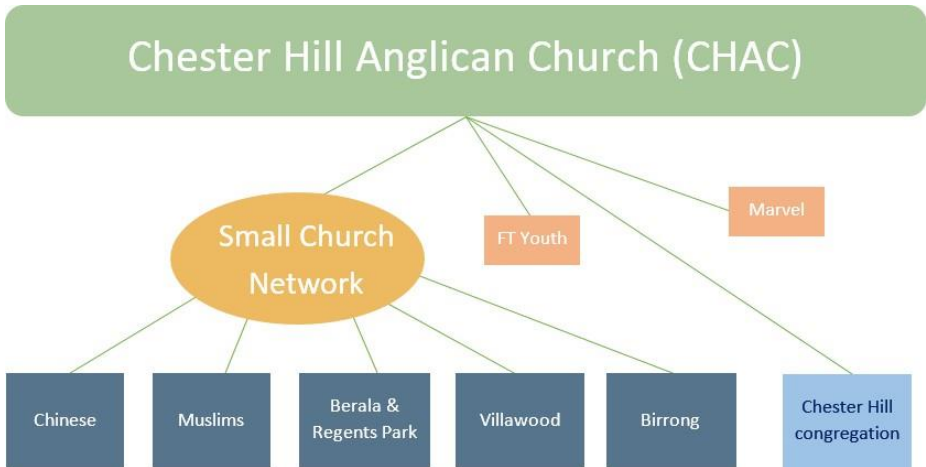 Chester Hill Anglican Church (CHAC)
Marvel
FT Youth
Small Church
Network
Chinese
Muslims
Berala &
Regents Park
Villawood
Birrong
Chester Hill
congregation